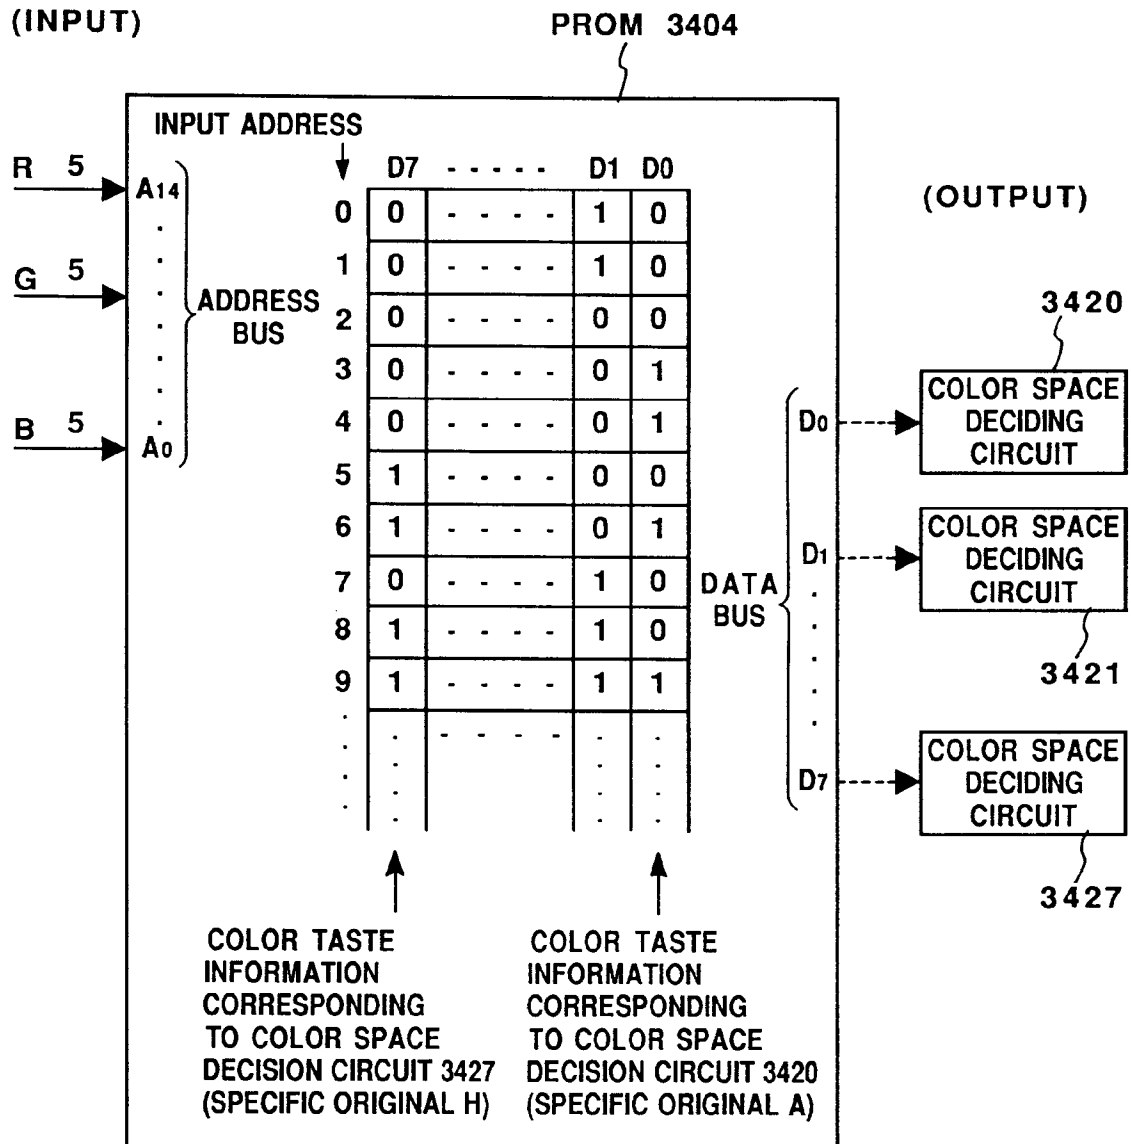 (INPUT)
PROM 3404
INPUT ADDRESS
D7 - - - - - D1 D0
R 5
A14
G 5
B 5
A0
ADDRESS
BUS
0 0 - - - - 1 0
1 0 - - - - 1 0
2 0 - - - - 0 0
3 0 - - - - 0 1
4 0 - - - - 0 1
5 1 - - - - 0 0
6 1 - - - - 0 1
7 0 - - - - 1 0
8 1 - - - - 1 0
9 1 - - - - 1 1
DATA
BUS
(OUTPUT)
D0
3420
COLOR SPACE
DECIDING
CIRCUIT
D1
COLOR SPACE
DECIDING
CIRCUIT
3421
D7
COLOR SPACE
DECIDING
CIRCUIT
3427
COLOR TASTE
INFORMATION
CORRESPONDING
TO COLOR SPACE
DECISION CIRCUIT 3427
(SPECIFIC ORIGINAL H)
COLOR TASTE
INFORMATION
CORRESPONDING
TO COLOR SPACE
DECISION CIRCUIT 3420
(SPECIFIC ORIGINAL A)